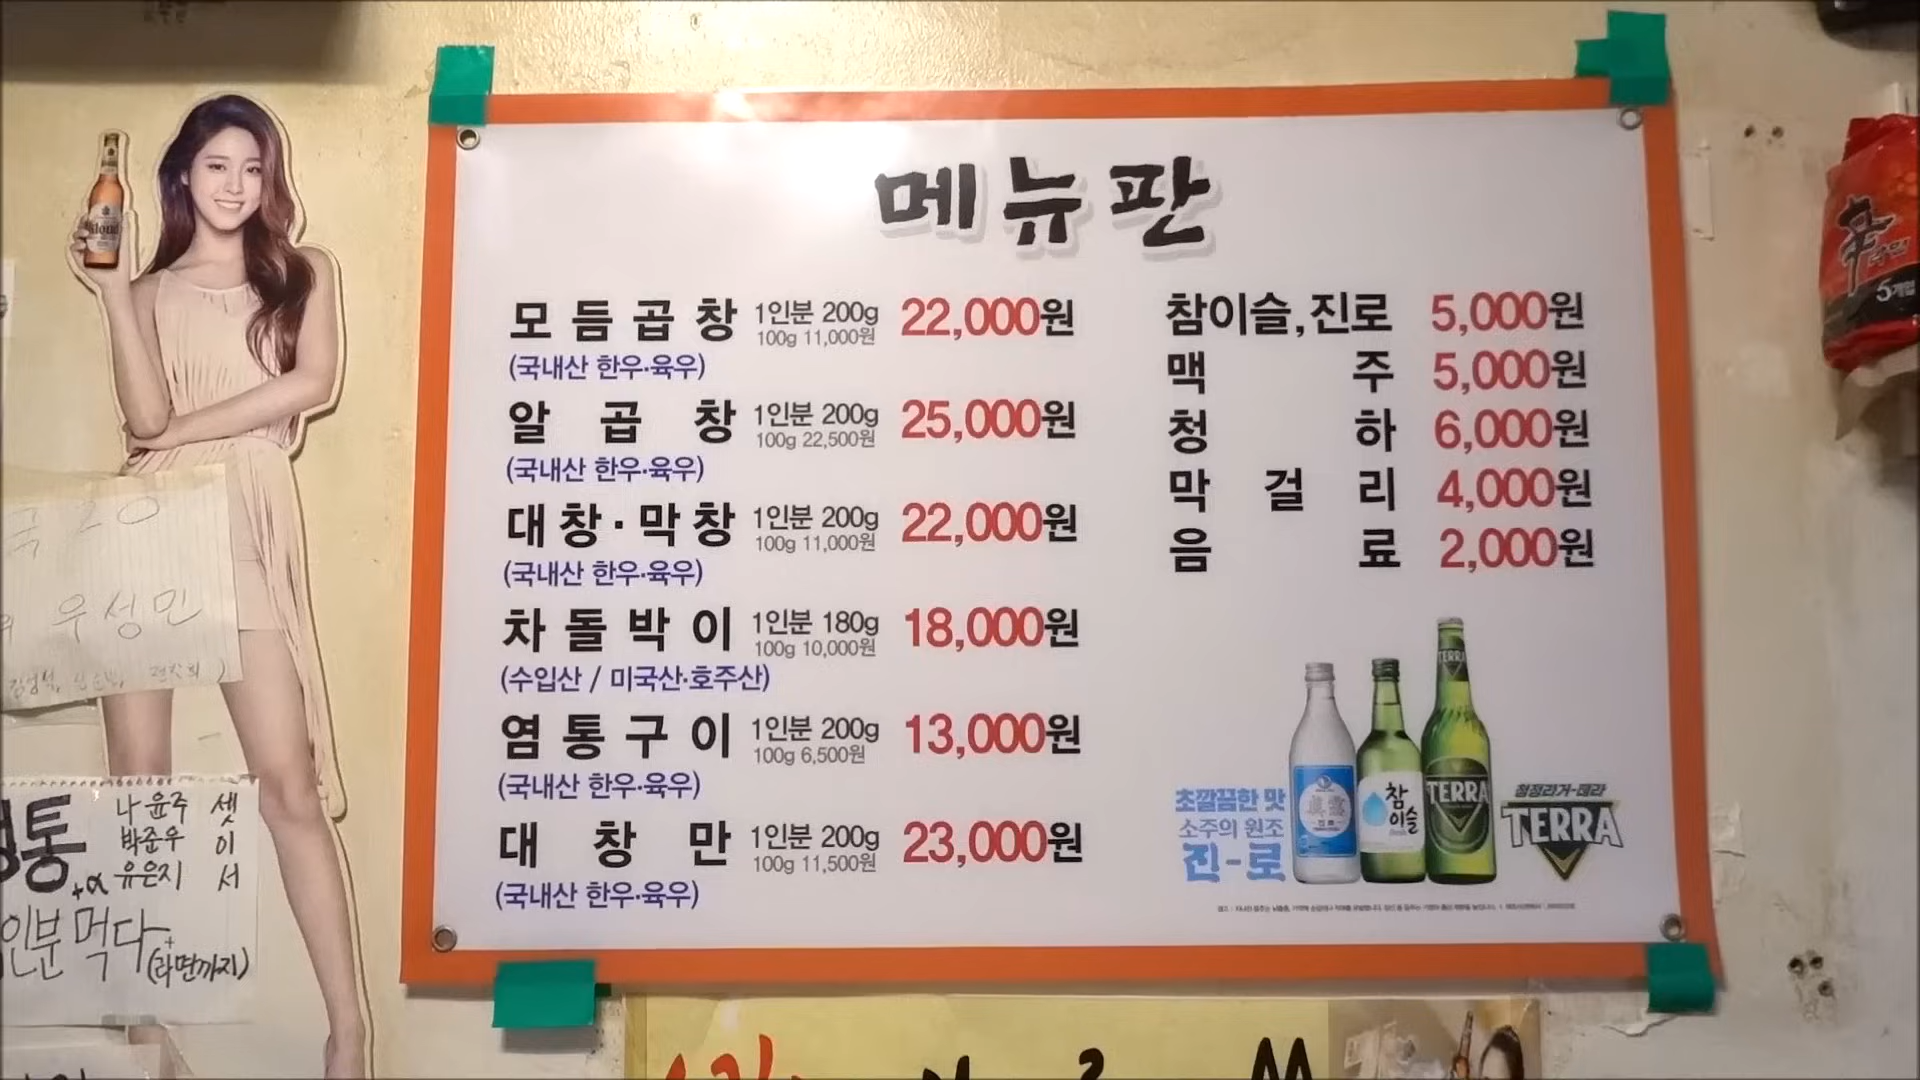 메뉴판
모듬곱창 1인분 200g 22,000원
100g 11,000원
(국내산 한우·육우)
알곱창 1인분 200g 25,000원
100g 22,500원
(국내산 한우·육우)
대창·막창 1인분 200g 22,000원
100g 11,000원
(국내산 한우·육우)
차돌박이 1인분 180g 18,000원
100g 10,000원
(수입산 / 미국산·호주산)
염통구이 1인분 200g 13,000원
100g 6,500원
(국내산 한우·육우)
대창만 1인분 200g 23,000원
100g 11,500원
(국내산 한우·육우)
참이슬,진로 5,000원
맥주 5,000원
청하 6,000원
막걸리 4,000원
음료 2,000원
초깔끔한 맛
소주의 원조
진-로
眞露
참이슬
TERRA
TERRA
청정라거-테라
TERRA
辛
라면
5개입
우성민
통
+α
나윤주
박준우
유은지
셋
이
서
인분 먹다
(라면까지)